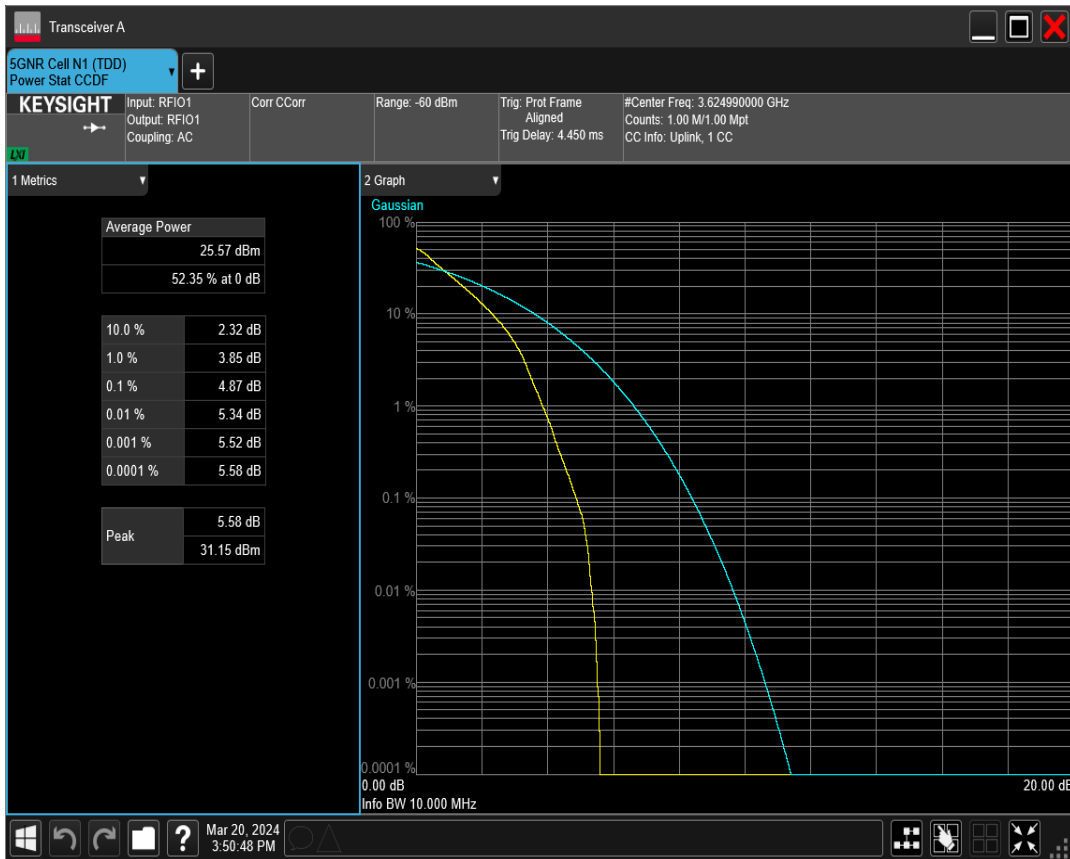 Transceiver A
5GNR Cell N1 (TDD)
Power Stat CCDF
+
KEYSIGHT
LXI
Input: RFIO1
Output: RFIO1
Coupling: AC
Corr CCorr
Range: -60 dBm
Trig: Prot Frame
Aligned
Trig Delay: 4.450 ms
#Center Freq: 3.624990000 GHz
Counts: 1.00 M/1.00 Mpt
CC Info: Uplink, 1 CC
1 Metrics
Average Power
25.57 dBm
52.35 % at 0 dB
10.0 % 2.32 dB
1.0 % 3.85 dB
0.1 % 4.87 dB
0.01 % 5.34 dB
0.001 % 5.52 dB
0.0001 % 5.58 dB
Peak
5.58 dB
31.15 dBm
2 Graph
Gaussian
100 %
10 %
1 %
0.1 %
0.01 %
0.001 %
0.0001 %
0.00 dB 20.00 dB
Info BW 10.000 MHz
?
Mar 20, 2024
3:50:48 PM